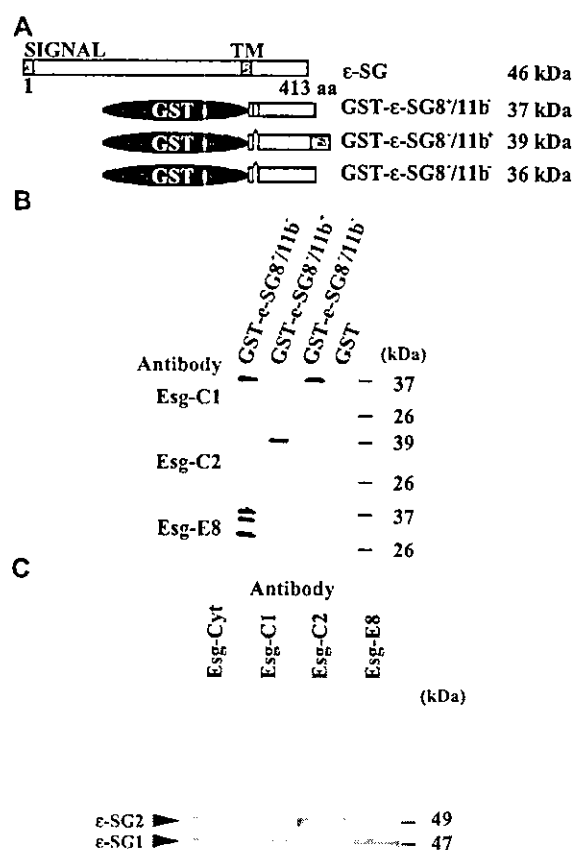 A
SIGNAL TM
ε-SG 46 kDa
1 413 aa
GST GST-ε-SG8⁺/11b⁻ 37 kDa
GST GST-ε-SG8⁻/11b⁺ 39 kDa
GST GST-ε-SG8⁻/11b⁻ 36 kDa
B
GST-ε-SG8⁺/11b⁻
GST-ε-SG8⁻/11b⁺
GST-ε-SG8⁻/11b⁻
GST
Antibody (kDa)
Esg-C1 37
26
Esg-C2 39
26
Esg-E8 37
26
C
Antibody
Esg-Cyt Esg-C1 Esg-C2 Esg-E8
(kDa)
ε-SG2 49
ε-SG1 47